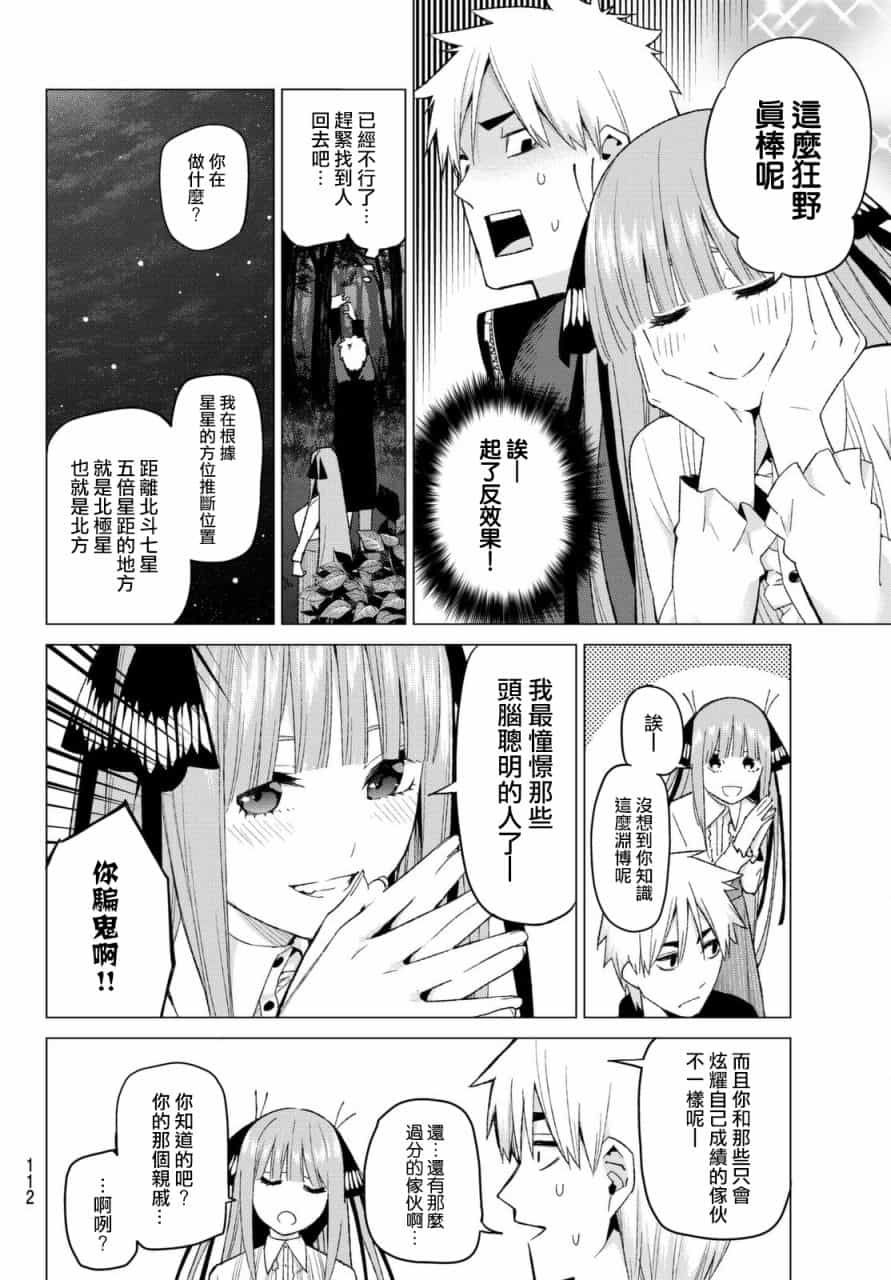 這麼狂野
真棒呢
誒—
起了反效果！
已經不行了…
趕緊找到人
回去吧…
你在
做什麼？
我在根據
星星的方位推斷位置
距離北斗七星
五倍星距的地方
就是北極星
也就是北方
誒—
沒想到你知識
這麼淵博呢
我最憧憬那些
頭腦聰明的人了—
你騙鬼啊!!
而且你和那些只會
炫耀自己成績的傢伙
不一樣呢—
還…還有那麼
過分的傢伙啊…
你知道的吧？
你的那個親戚
…啊咧？
112